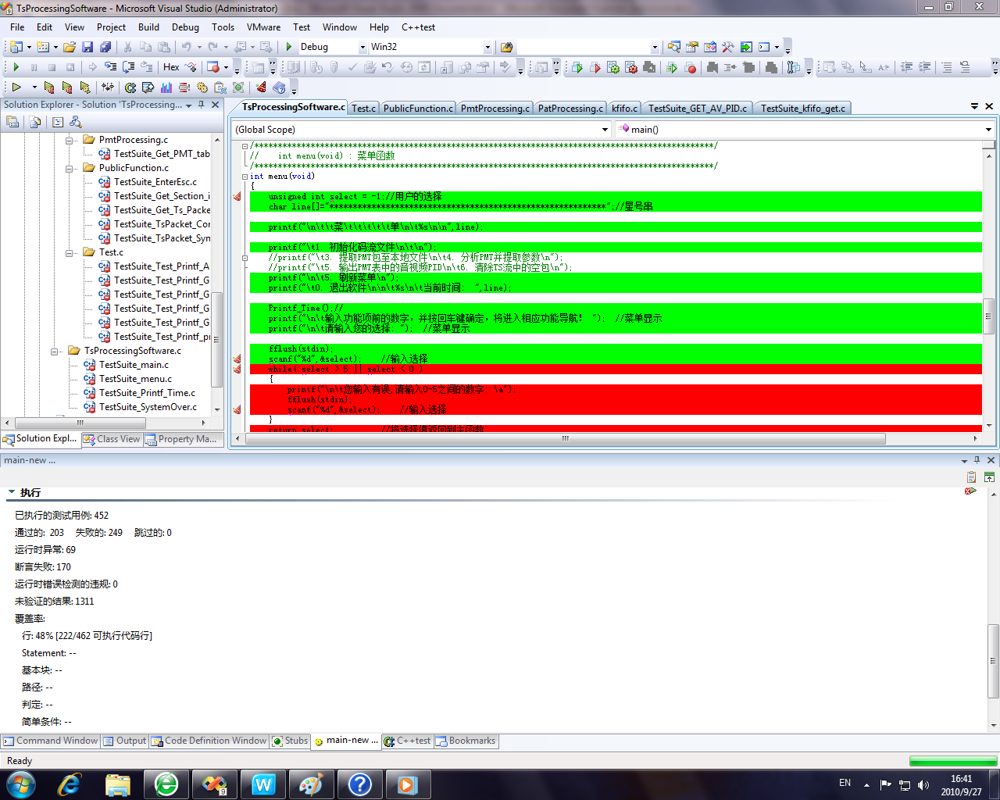 TsProcessingSoftware - Microsoft Visual Studio (Administrator)
File Edit View Project Build Debug Tools VMware Test Window Help C++test
Debug Win32
Hex
Solution Explorer - Solution 'TsProcessing...
TsProcessingSoftware.c Test.c PublicFunction.c PmtProcessing.c PatProcessing.c kfifo.c TestSuite_GET_AV_PID.c TestSuite_kfifo_get.c
(Global Scope) main()
PmtProcessing.c
TestSuite_Get_PMT_tab
PublicFunction.c
TestSuite_EnterEsc.c
TestSuite_Get_Section_i
TestSuite_Get_Ts_Packe
TestSuite_TsPacket_Cor
TestSuite_TsPacket_Syn
Test.c
TestSuite_Test_Printf_A
TestSuite_Test_Printf_G
TestSuite_Test_Printf_G
TestSuite_Test_Printf_G
TestSuite_Test_Printf_G
TestSuite_Test_Printf_pr
TsProcessingSoftware.c
TestSuite_main.c
TestSuite_menu.c
TestSuite_Printf_Time.c
TestSuite_SystemOver.c
Solution Expl... Class View Property Ma...
// int menu(void) : 菜单函数
int menu(void)
{
unsigned int select = -1;//用户的选择
char line[]="***********************************************************";//星号串
printf("\n\t\t菜\t\t\t\t\t单\n\t%s\n\n",line);
printf("\t1. 初始化码流文件\n\t\n");
//printf("\t3. 提取PMT包至本地文件\n\t4. 分析PMT并提取参数\n");
//printf("\t5. 输出PMT表中的音视频PID\n\t6. 清除TS流中的空包\n");
printf("\n\t5. 刷新菜单\n");
printf("\t0. 退出软件\n\n\t%s\n\t当前时间: ",line);
Printf_Time();//
printf("\n\t输入功能项前的数字，并按回车键确定，将进入相应功能导航！ "); //菜单显示
printf("\n\t请输入您的选择: "); //菜单显示
fflush(stdin);
scanf("%d",&select); //输入选择
while( select > 5 || select < 0 )
{
printf("\n\t您输入有误,请输入0-5之间的数字: \a");
fflush(stdin);
scanf("%d",&select); //输入选择
}
return select; //将选择值返回到主函数
main-new ...
执行
已执行的测试用例: 452
通过的: 203 失败的: 249 跳过的: 0
运行时异常: 69
断言失败: 170
运行时错误检测的违规: 0
未验证的结果: 1311
覆盖率:
行: 48% [222/462 可执行代码行]
Statement: --
基本块: --
路径: --
判定: --
简单条件: --
Command Window Output Code Definition Window Stubs main-new ... C++test Bookmarks
Ready
EN 16:41
2010/9/27